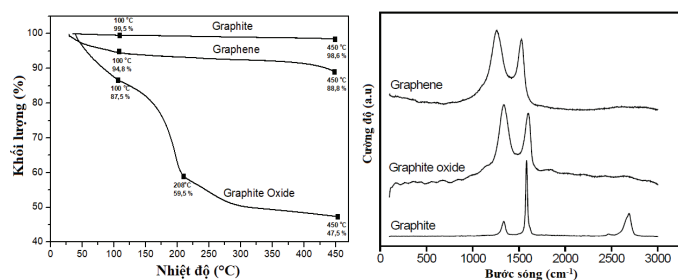 Khối lượng (%)
100
90
80
70
60
50
40
0
50
100
150
200
250
300
350
400
450
Nhiệt độ (°C)
100 °C
99,5 %
Graphite
450 °C
98,6 %
Graphene
100 °C
94,8 %
450 °C
88,8 %
100 °C
87,5 %
208°C
59,5 %
Graphite Oxide
450 °C
47,5 %
Cường độ (a.u)
Graphene
Graphite oxide
Graphite
0
500
1000
1500
2000
2500
3000
Bước sóng (cm⁻¹)